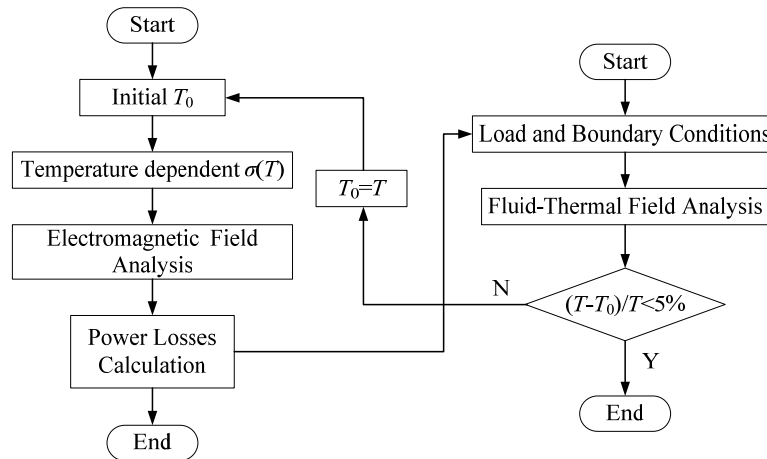 Start
Initial T0
Temperature dependent σ(T)
Electromagnetic Field
Analysis
Power Losses
Calculation
End
T0=T
N
Start
Load and Boundary Conditions
Fluid-Thermal Field Analysis
(T-T0)/T<5%
Y
End